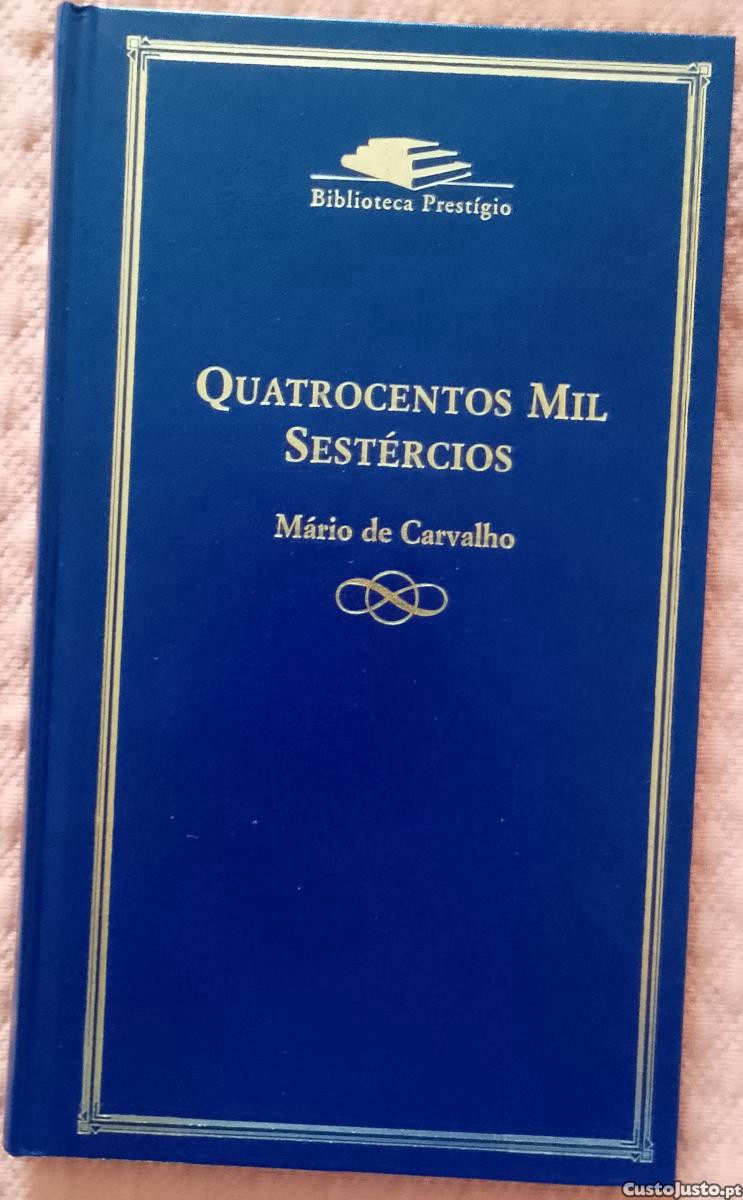 Biblioteca Prestígio
QUATROCENTOS MIL
SESTÉRCIOS
Mário de Carvalho
CustoJusto.pt